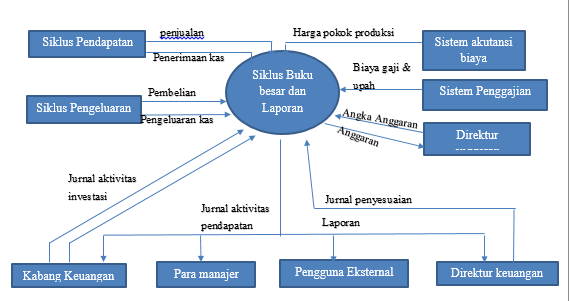 penjualan
Harga pokok produksi
Siklus Pendapatan
Sistem akutansi
biaya
Penerimaan kas
Siklus Buku
besar dan
Laporan
Biaya gaji &
upah
Pembelian
Sistem Penggajian
Siklus Pengeluaran
Pengeluran kas
Angka Anggaran
Anggaran
Direktur
Jurnal aktivitas
investasi
Jurnal penyesuaian
Jurnal aktivitas
pendapatan
Laporan
Kabang Keuangan
Para manajer
Pengguna Eksternal
Direktur keuangan